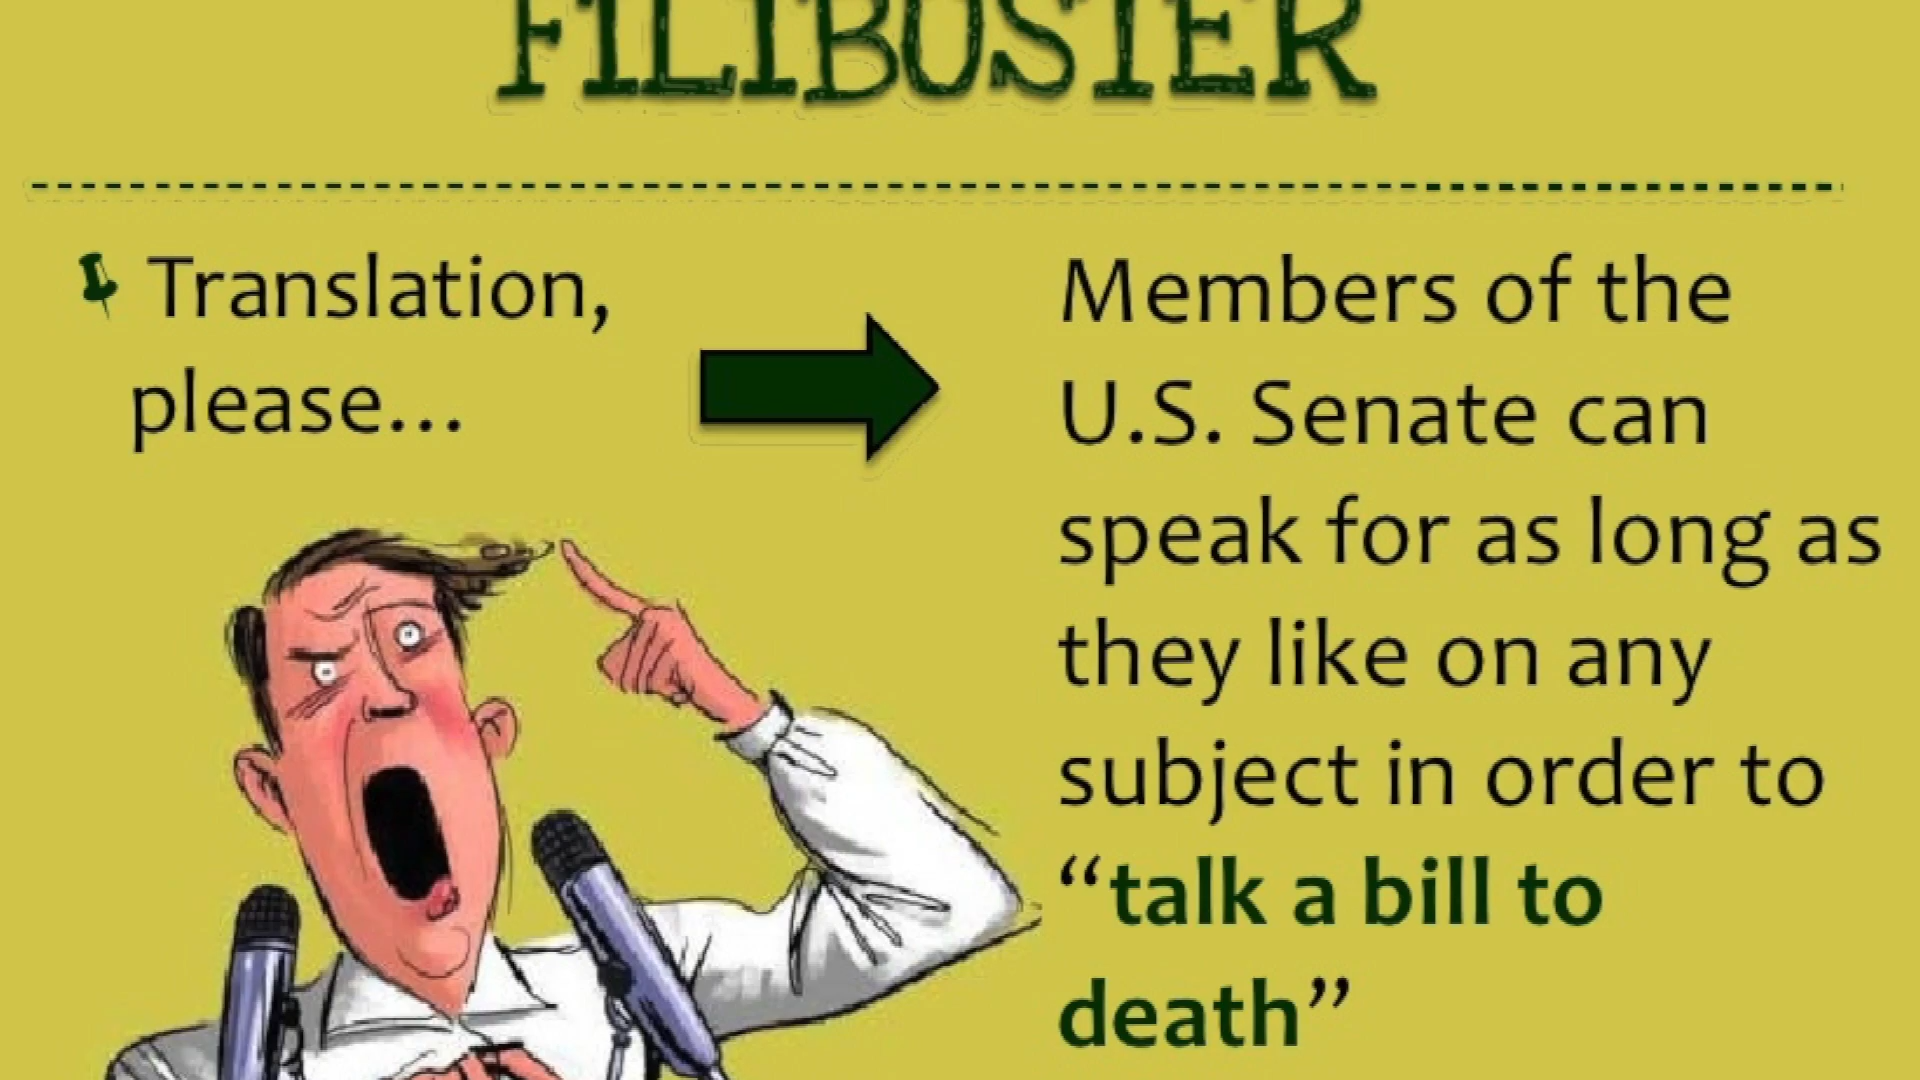 FILIBUSTER
Translation,
please...
Members of the
U.S. Senate can
speak for as long as
they like on any
subject in order to
“talk a bill to
death”